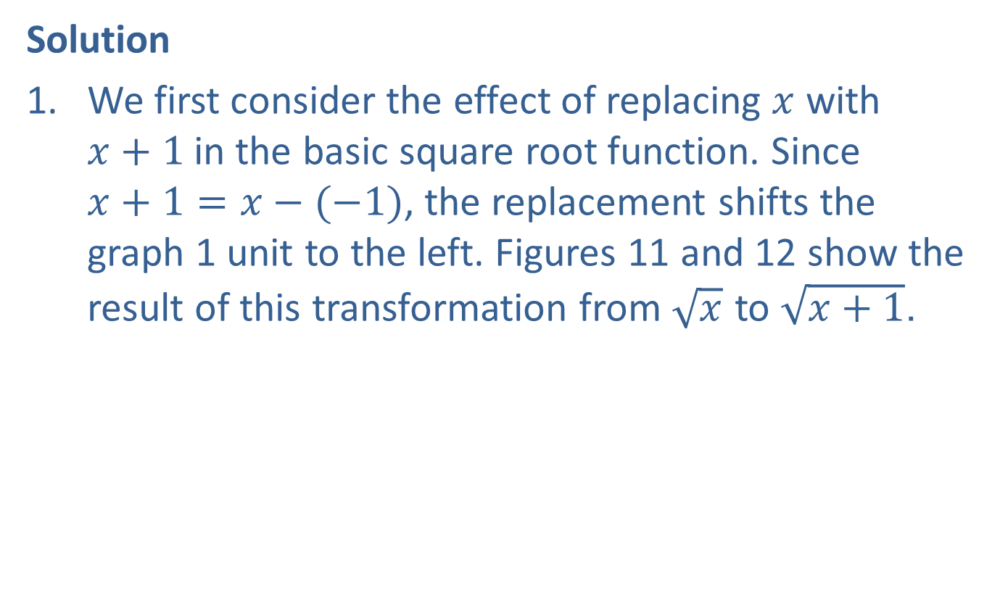 Solution
1. We first consider the effect of replacing 𝑥 with
𝑥 + 1 in the basic square root function. Since
𝑥 + 1 = 𝑥 − (−1), the replacement shifts the
graph 1 unit to the left. Figures 11 and 12 show the
result of this transformation from √𝑥 to √(𝑥 + 1).